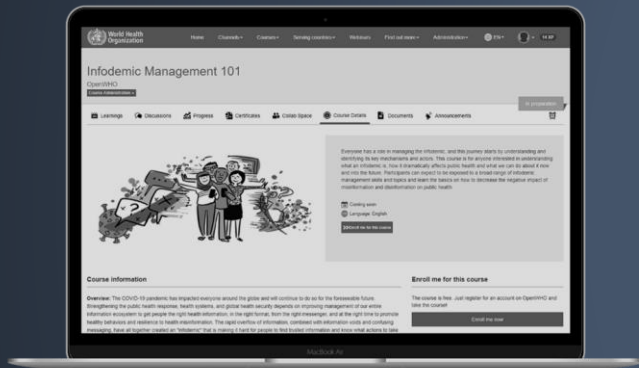 World Health
Organization
Home Channels Courses Serving countries Webinars Find out more Administration EN
Infodemic Management 101
OpenWHO
Course Administration
In preparation
Learnings Discussions Progress Certificates Collab Space Course Details Documents Announcements
Everyone has a role in managing the infodemic, and this journey starts by understanding and
identifying its key mechanisms and actors. This course is for anyone interested in understanding
what an infodemic is, how it dramatically affects public health and what we can do about it now
and into the future. Participants can expect to be exposed to a broad range of infodemic
management skills and topics and learn the basics on how to decrease the negative impact of
misinformation and disinformation on public health.
Coming soon
Language: English
Enroll me for this course
Course information
Enroll me for this course
Overview: The COVID-19 pandemic has impacted everyone around the globe and will continue to do so for the foreseeable future.
Strengthening the public health response, health systems, and global health security depends on improving management of our entire
information ecosystem to get people the right health information, in the right format, from the right messenger, and at the right time to promote
healthy behaviors and resilience to health misinformation. The rapid overflow of information, combined with information voids and confusing
messaging, have all together created an "infodemic" that is making it hard for people to find trusted information and know what actions to take
The course is free. Just register for an account on OpenWHO and
take the course!
Enroll me now
MacBook Air